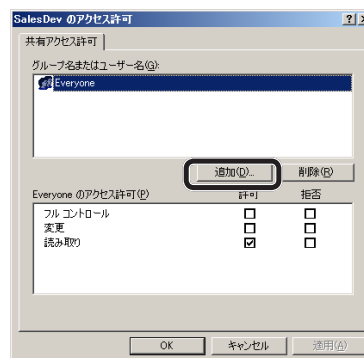 SalesDev のアクセス許可
共有アクセス許可
グループ名またはユーザー名(G):
Everyone
追加(D)... 削除(R)
Everyone のアクセス許可(P) 許可 拒否
フル コントロール
変更
読み取り
OK キャンセル 適用(A)